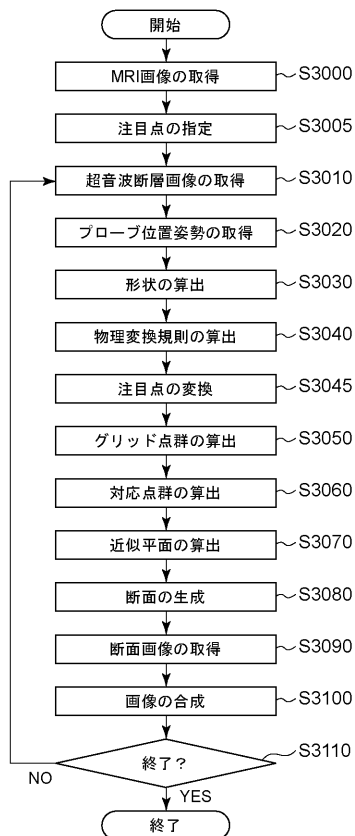 開始
MRI画像の取得 S3000
注目点の指定 S3005
超音波断層画像の取得 S3010
プローブ位置姿勢の取得 S3020
形状の算出 S3030
物理変換規則の算出 S3040
注目点の変換 S3045
グリッド点群の算出 S3050
対応点群の算出 S3060
近似平面の算出 S3070
断面の生成 S3080
断面画像の取得 S3090
画像の合成 S3100
終了？ S3110
NO
YES
終了